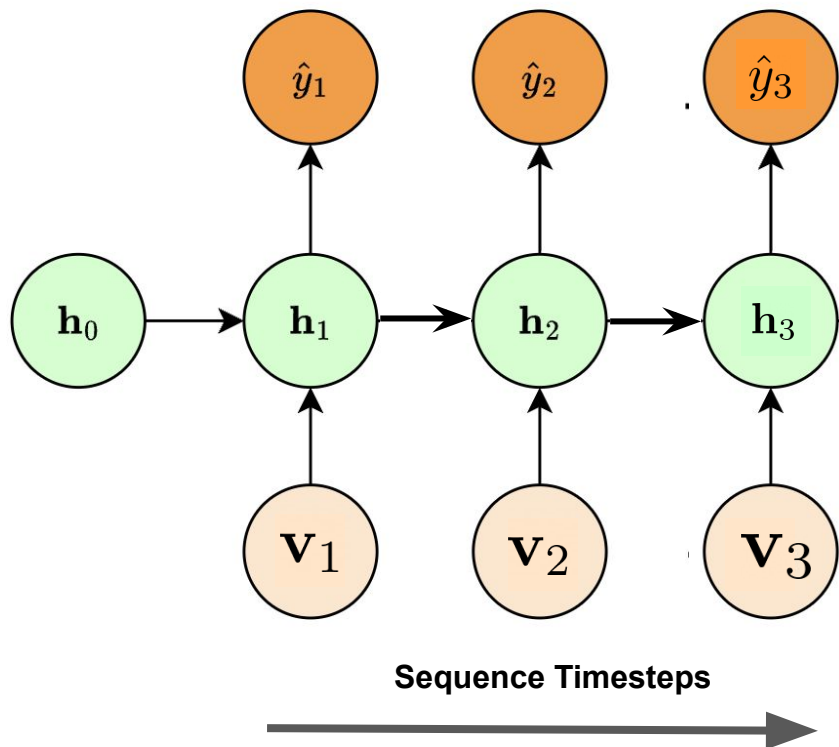 ŷ₁ ŷ₂ ŷ₃
h₀ h₁ h₂ h₃
v₁ v₂ v₃
Sequence Timesteps